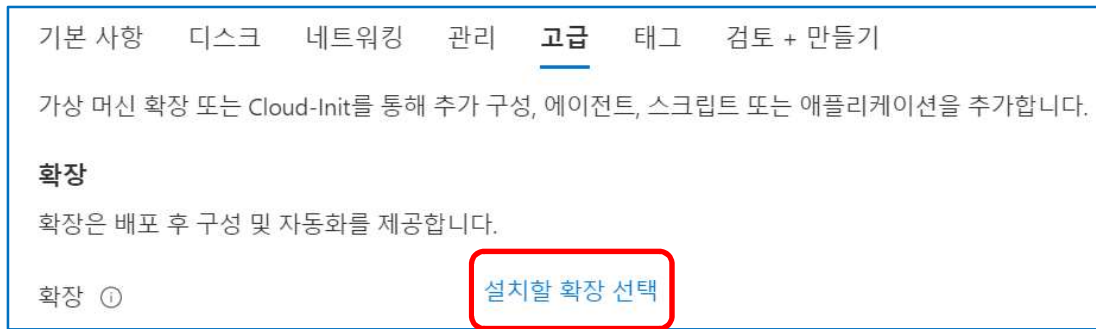 기본 사항 디스크 네트워킹 관리 고급 태그 검토 + 만들기
가상 머신 확장 또는 Cloud-Init를 통해 추가 구성, 에이전트, 스크립트 또는 애플리케이션을 추가합니다.
확장
확장은 배포 후 구성 및 자동화를 제공합니다.
확장 설치할 확장 선택